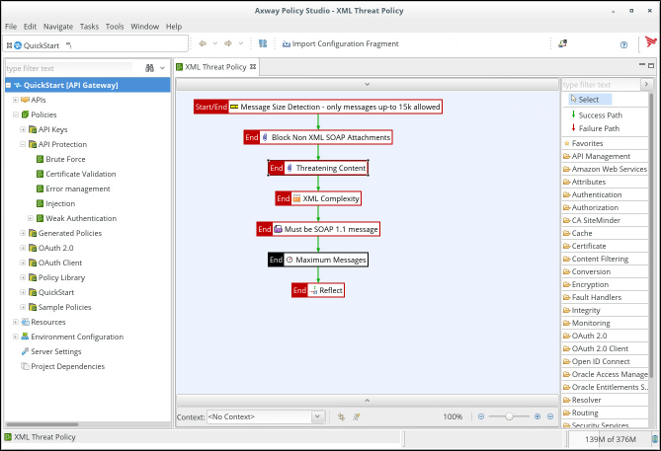 Axway Policy Studio - XML Threat Policy
File Edit Navigate Tasks Tools Window Help
QuickStart
Import Configuration Fragment
type filter text
QuickStart [API Gateway]
APIs
Policies
API Keys
API Protection
Brute Force
Certificate Validation
Error management
Injection
Weak Authentication
Generated Policies
OAuth 2.0
OAuth Client
Policy Library
QuickStart
Sample Policies
Resources
Environment Configuration
Server Settings
Project Dependencies
XML Threat Policy
Start/End Message Size Detection - only messages up-to 15k allowed
End Block Non XML SOAP Attachments
End Threatening Content
End XML Complexity
End Must be SOAP 1.1 message
End Maximum Messages
End Reflect
Context: <No Context>
100%
type filter text
Select
Success Path
Failure Path
Favorites
API Management
Amazon Web Services
Attributes
Authentication
Authorization
CA SiteMinder
Cache
Certificate
Content Filtering
Conversion
Encryption
Fault Handlers
Integrity
Monitoring
OAuth 2.0
OAuth 2.0 Client
Open ID Connect
Oracle Access Manage
Oracle Entitlements S..
Resolver
Routing
Security Services
XML Threat Policy
139M of 376M